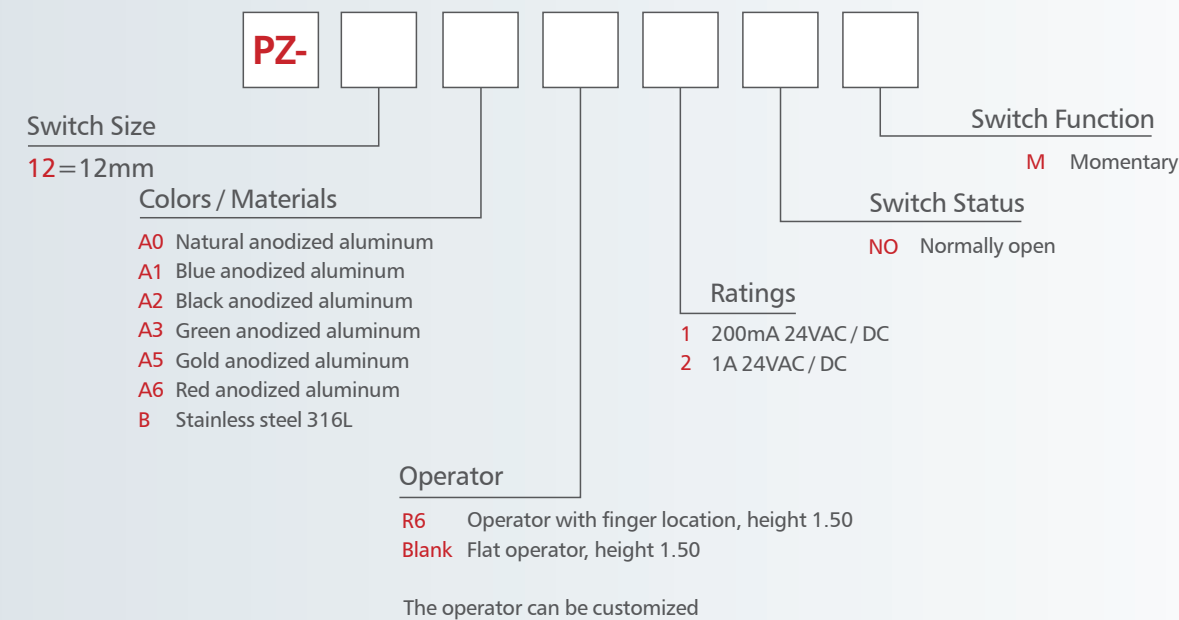 PZ-
Switch Size
12=12mm
Colors / Materials
A0 Natural anodized aluminum
A1 Blue anodized aluminum
A2 Black anodized aluminum
A3 Green anodized aluminum
A5 Gold anodized aluminum
A6 Red anodized aluminum
B Stainless steel 316L
Operator
R6 Operator with finger location, height 1.50
Blank Flat operator, height 1.50
The operator can be customized
Ratings
1 200mA 24VAC / DC
2 1A 24VAC / DC
Switch Status
NO Normally open
Switch Function
M Momentary